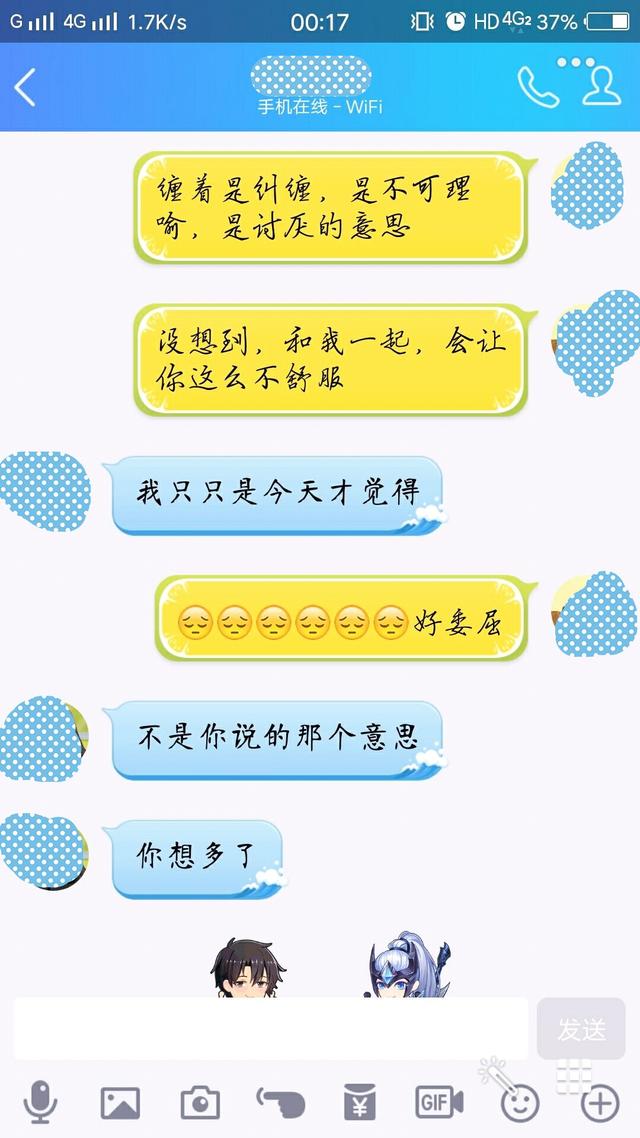 G 4G 1.7K/s 00:17 HD 4G2 37%
手机在线 - WiFi
缠着是纠缠，是不可理
喻，是讨厌的意思
没想到，和我一起，会让
你这么不舒服
我只只是今天才觉得
😔😔😔😔😔😔好委屈
不是你说的那个意思
你想多了
发送
GIF